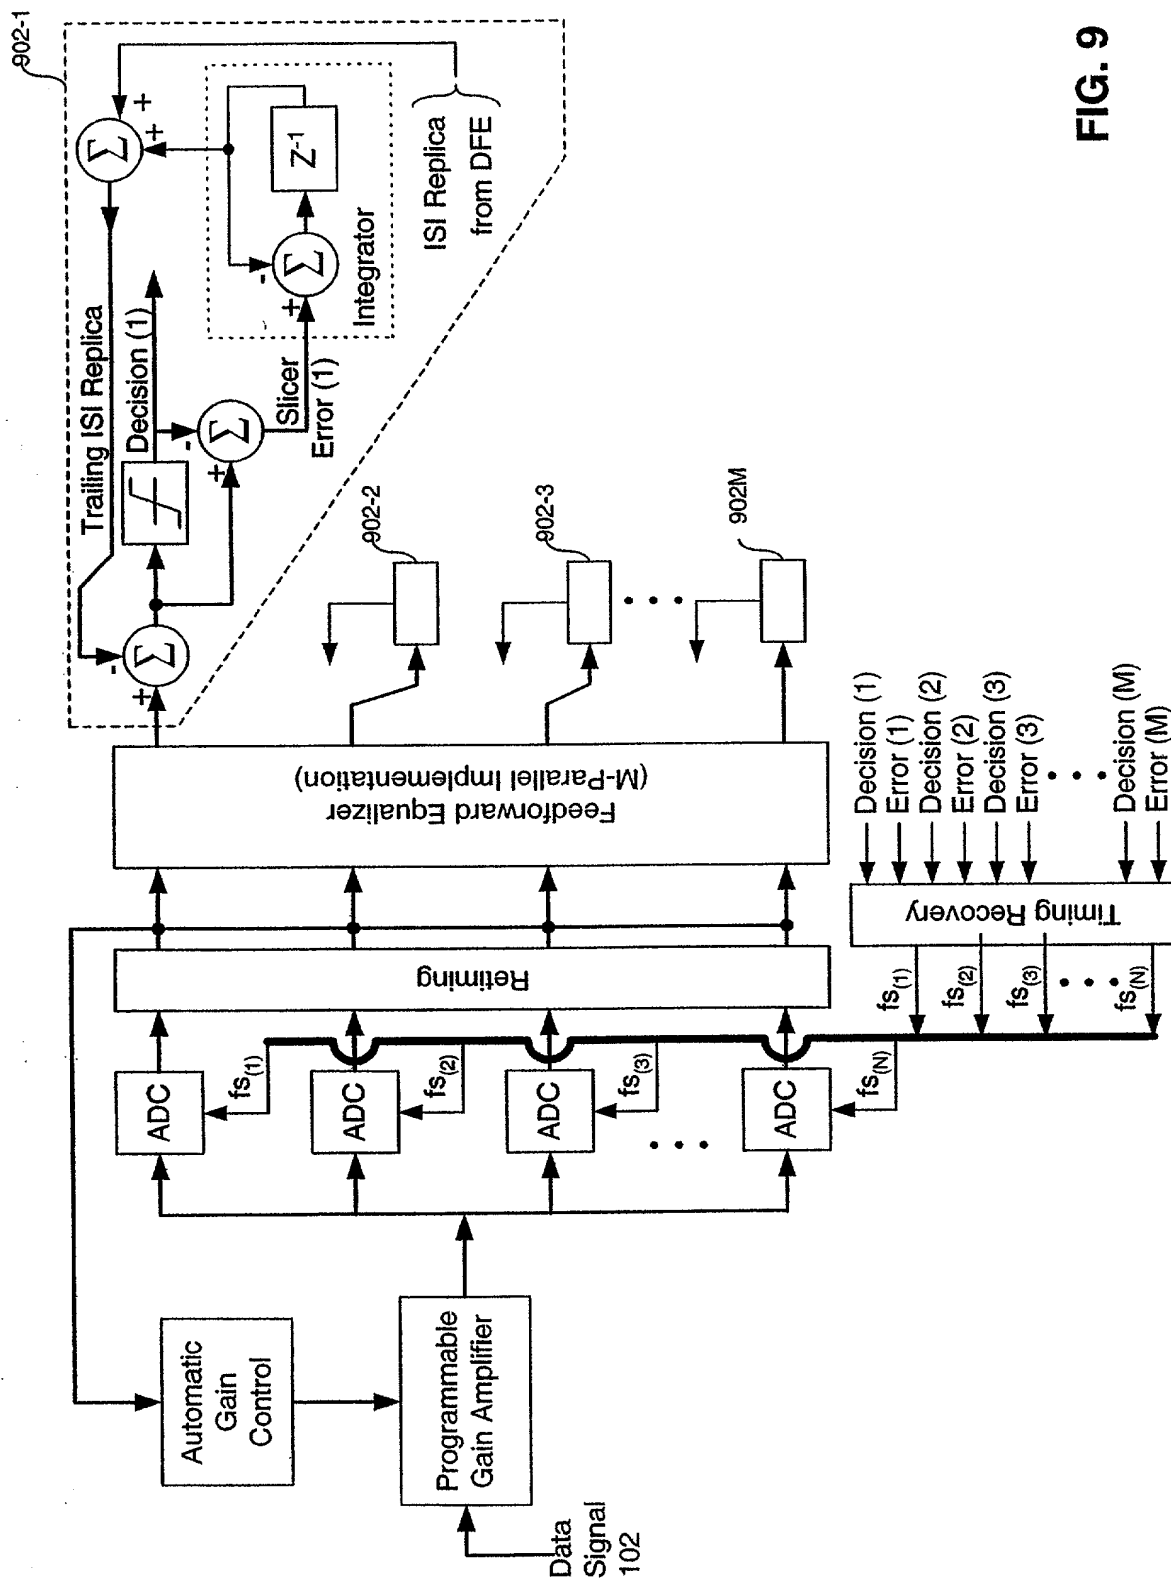 Data
Signal
102
Programmable
Gain Amplifier
Automatic
Gain
Control
ADC
fs(1)
ADC
fs(2)
ADC
fs(3)
• • •
ADC
fs(N)
Retiming
Feedforward Equalizer
(M-Parallel Implementation)
902-1
+
-
Σ
Trailing ISI Replica
Decision (1)
+
-
Σ
Slicer
Error (1)
Integrator
+
-
Σ
Z-1
Σ
+
+
ISI Replica
from DFE
902-2
902-3
• • •
902M
Timing Recovery
fs(1)
fs(2)
fs(3)
• • •
fs(N)
Decision (1)
Error (1)
Decision (2)
Error (2)
Decision (3)
Error (3)
• • •
Decision (M)
Error (M)
FIG. 9